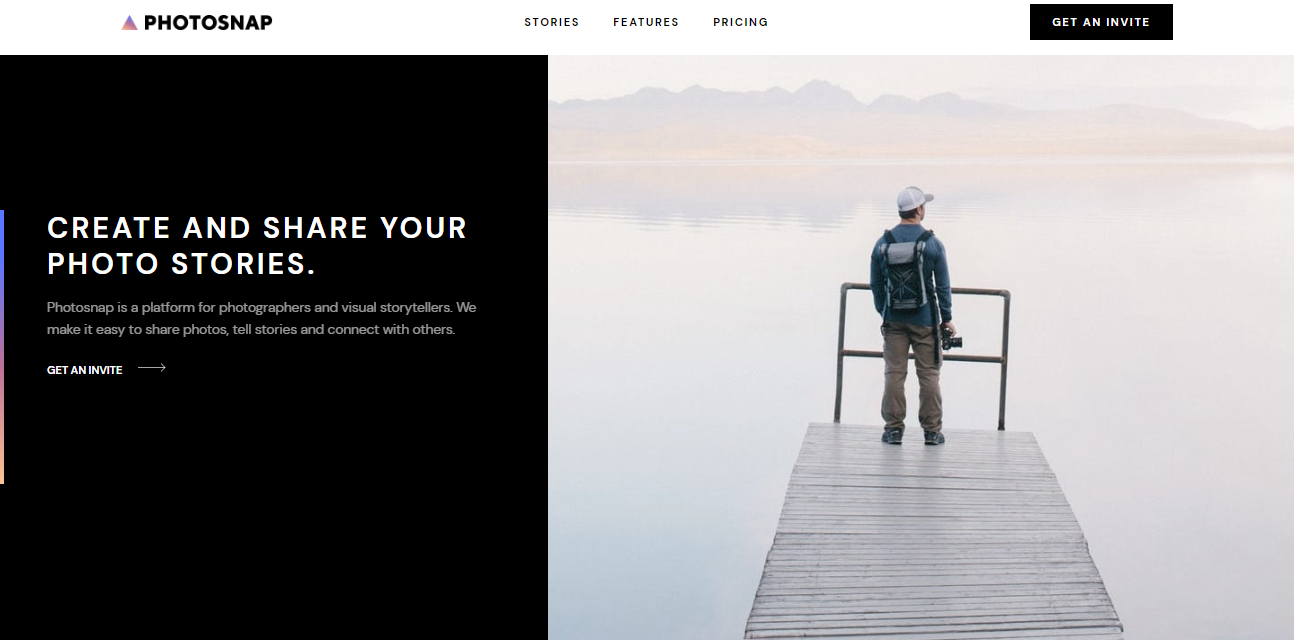 PHOTOSNAP
STORIES FEATURES PRICING
GET AN INVITE
CREATE AND SHARE YOUR
PHOTO STORIES.
Photosnap is a platform for photographers and visual storytellers. We
make it easy to share photos, tell stories and connect with others.
GET AN INVITE